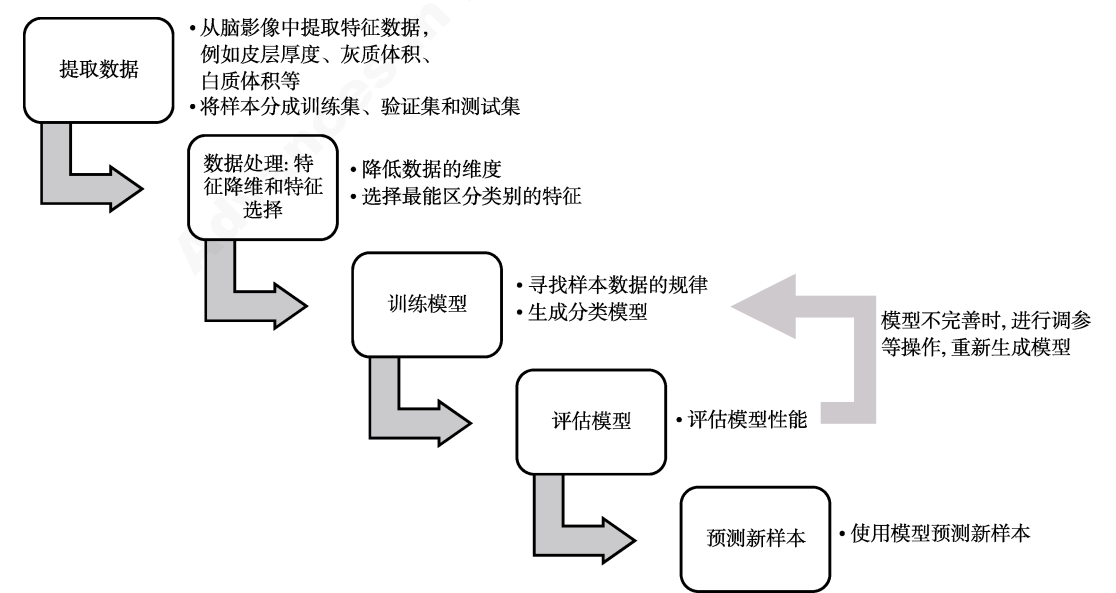 提取数据
• 从脑影像中提取特征数据，
例如皮层厚度、灰质体积、
白质体积等
• 将样本分成训练集、验证集和测试集
数据处理: 特
征降维和特征
选择
• 降低数据的维度
• 选择最能区分类别的特征
训练模型
• 寻找样本数据的规律
• 生成分类模型
模型不完善时, 进行调参
等操作, 重新生成模型
评估模型
• 评估模型性能
预测新样本
• 使用模型预测新样本